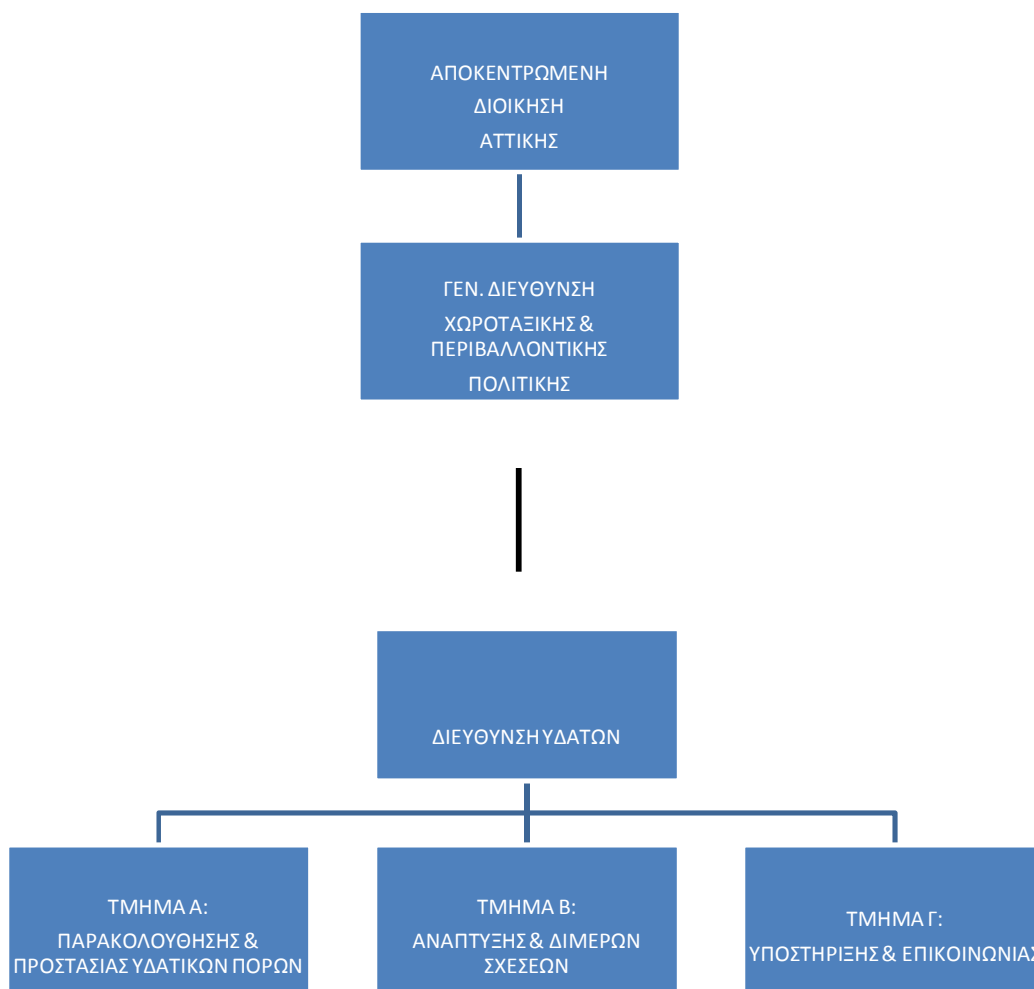 ΑΠΟΚΕΝΤΡΩΜΕΝΗ
ΔΙΟΙΚΗΣΗ
ΑΤΤΙΚΗΣ
ΓΕΝ. ΔΙΕΥΘΥΝΣΗ
ΧΩΡΟΤΑΞΙΚΗΣ &
ΠΕΡΙΒΑΛΛΟΝΤΙΚΗΣ
ΠΟΛΙΤΙΚΗΣ
ΔΙΕΥΘΥΝΣΗ ΥΔΑΤΩΝ
ΤΜΗΜΑ Α:
ΠΑΡΑΚΟΛΟΥΘΗΣΗΣ &
ΠΡΟΣΤΑΣΙΑΣ ΥΔΑΤΙΚΩΝ ΠΟΡΩΝ
ΤΜΗΜΑ Β:
ΑΝΑΠΤΥΞΗΣ & ΔΙΜΕΡΩΝ
ΣΧΕΣΕΩΝ
ΤΜΗΜΑ Γ:
ΥΠΟΣΤΗΡΙΞΗΣ & ΕΠΙΚΟΙΝΩΝΙΑΣ